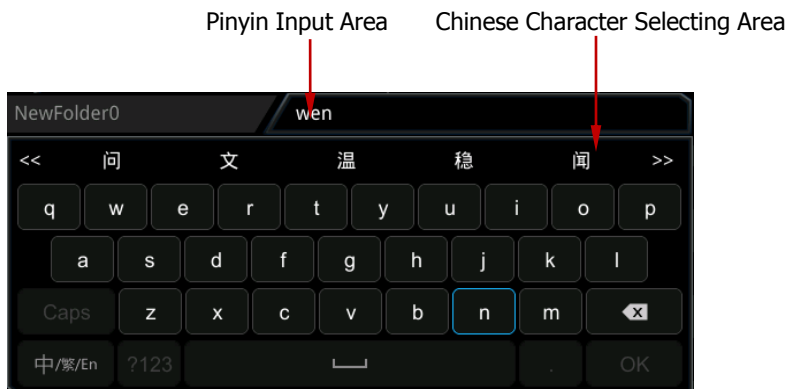 Pinyin Input Area Chinese Character Selecting Area
NewFolder0 wen
<< 问 文 温 稳 闻 >>
q w e r t y u i o p
a s d f g h j k l
Caps z x c v b n m x
中/繁/En ?123 . OK